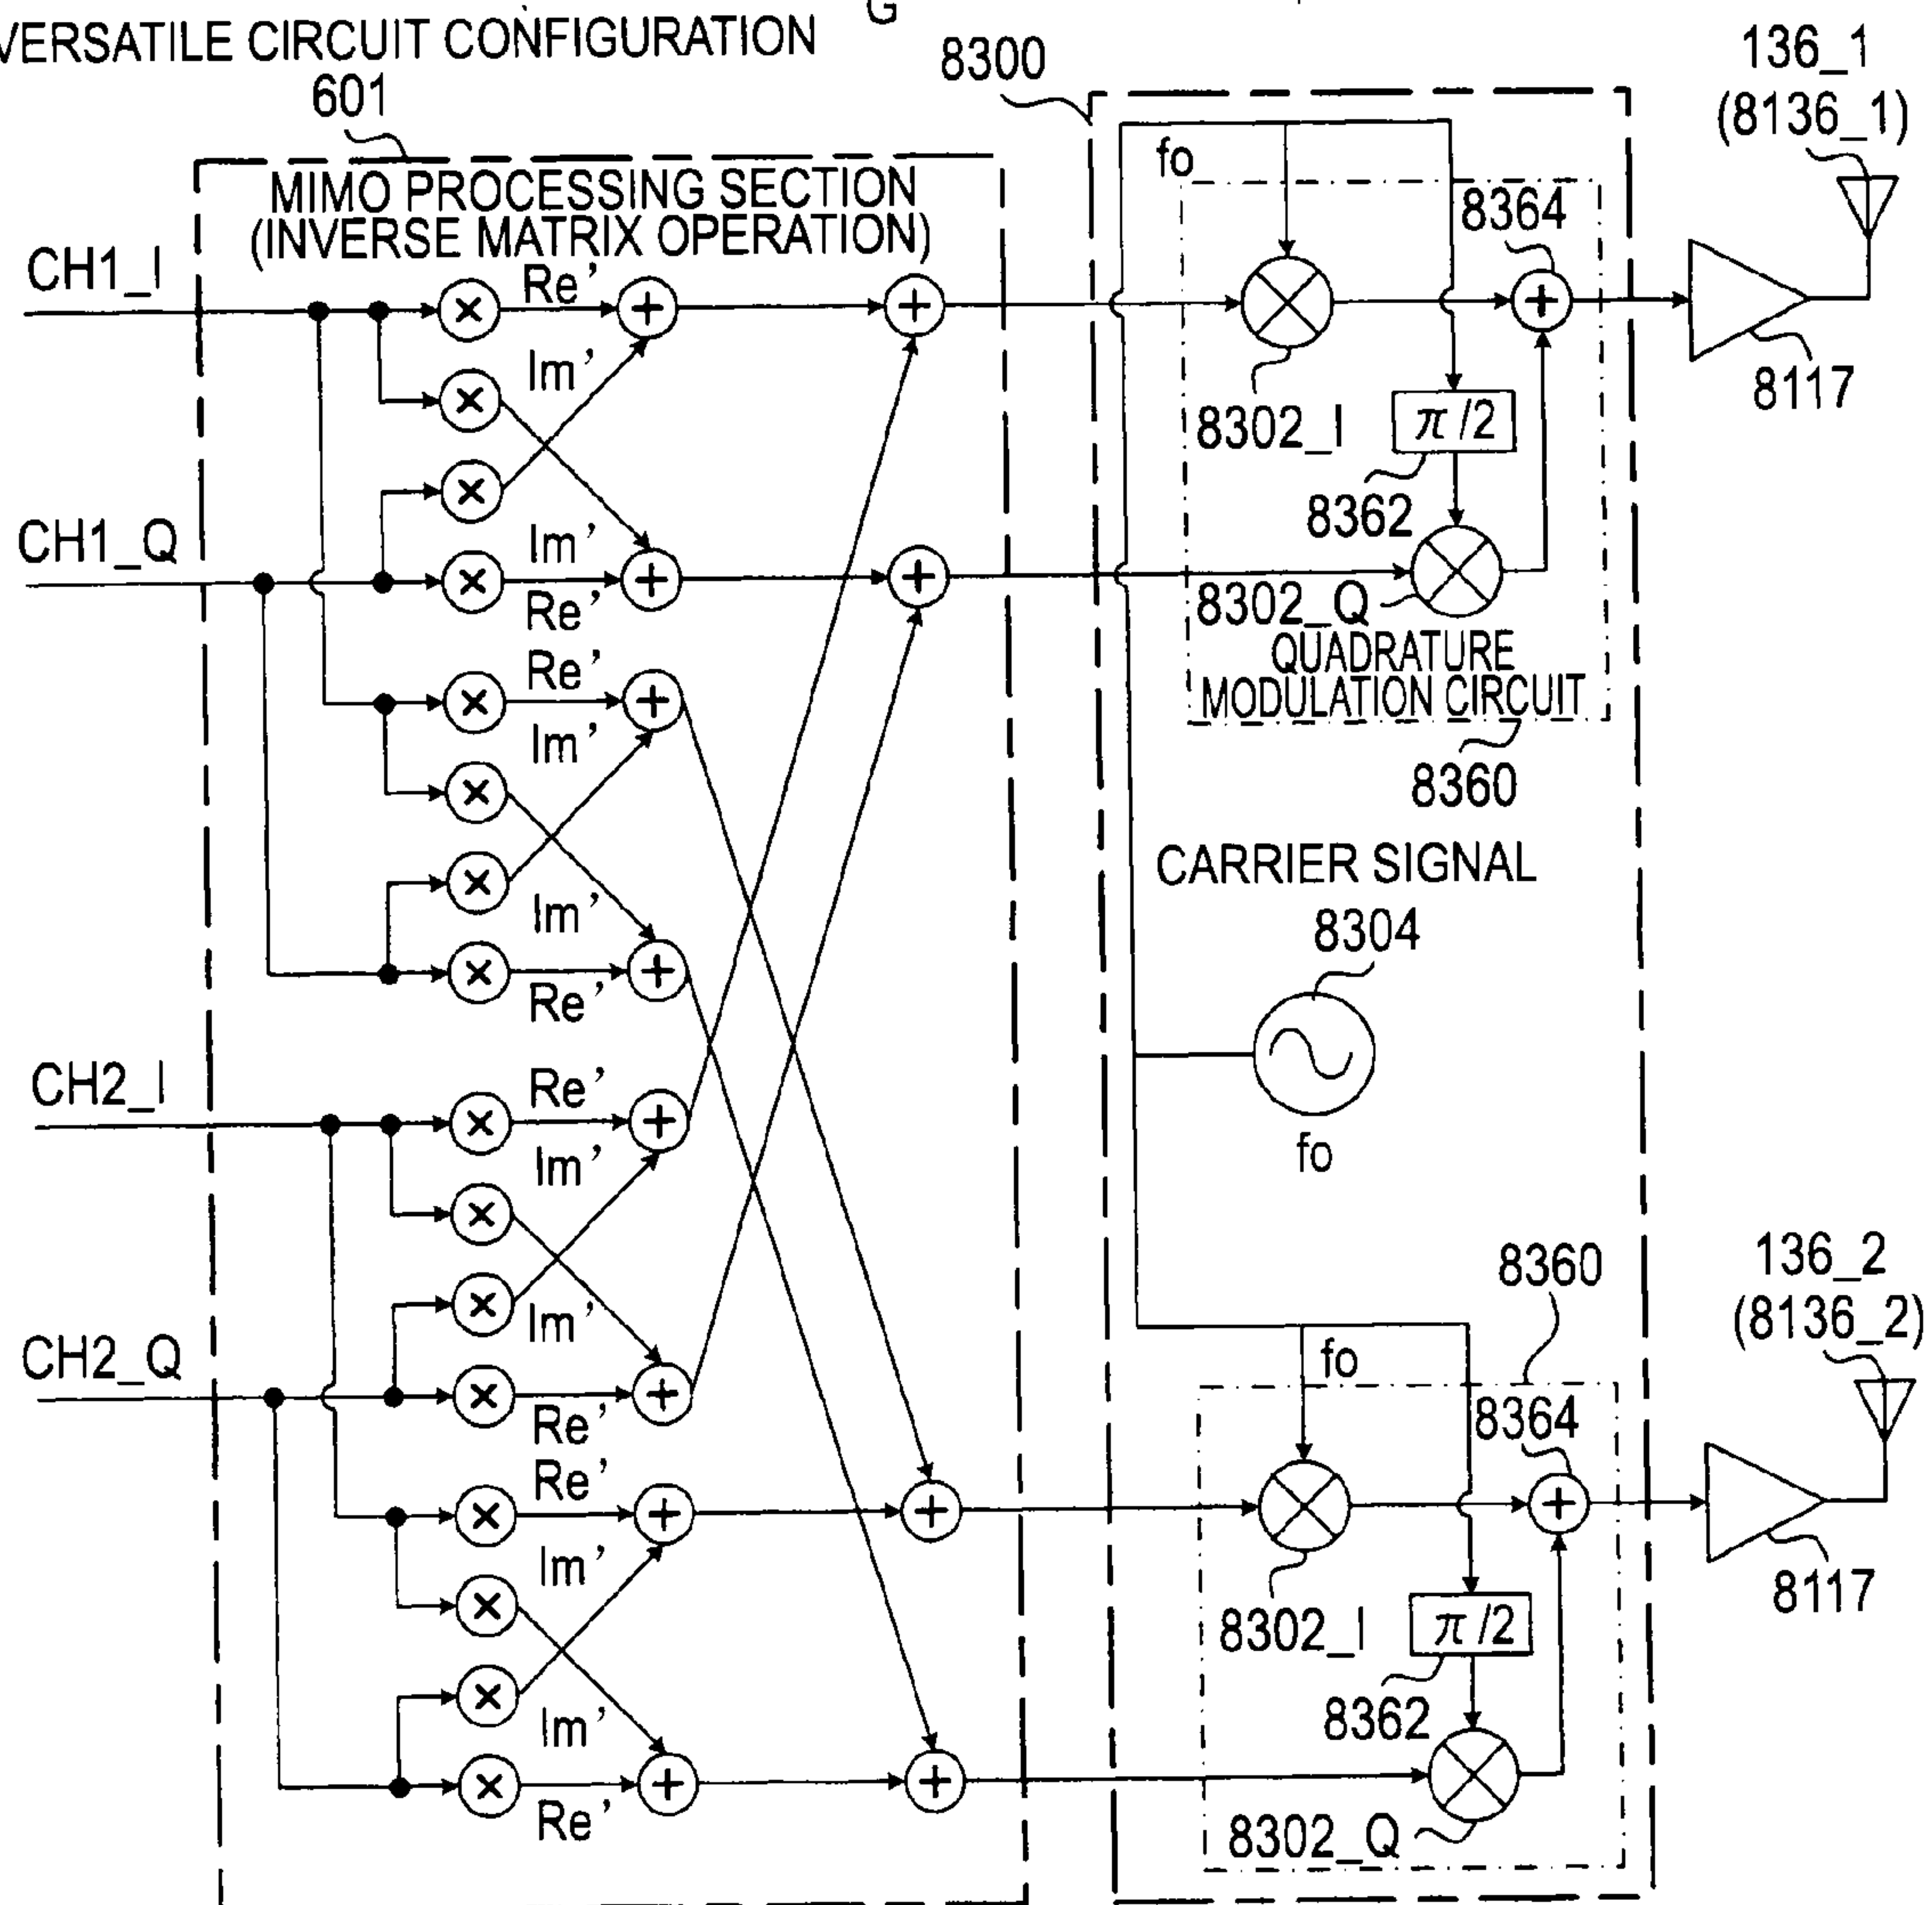 G
VERSATILE CIRCUIT CONFIGURATION
601
8300
136_1
(8136_1)
MIMO PROCESSING SECTION
(INVERSE MATRIX OPERATION)
fo
8364
CH1_I
Re'
Im'
8302_I
π/2
8117
8362
CH1_Q
Im'
Re'
8302_Q
QUADRATURE
MODULATION CIRCUIT
8360
Re'
Im'
CARRIER SIGNAL
8304
Im'
Re'
fo
CH2_I
Re'
Im'
8360
136_2
(8136_2)
CH2_Q
Im'
Re'
fo
8364
Re'
Im'
8302_I
π/2
8117
8362
Im'
Re'
8302_Q